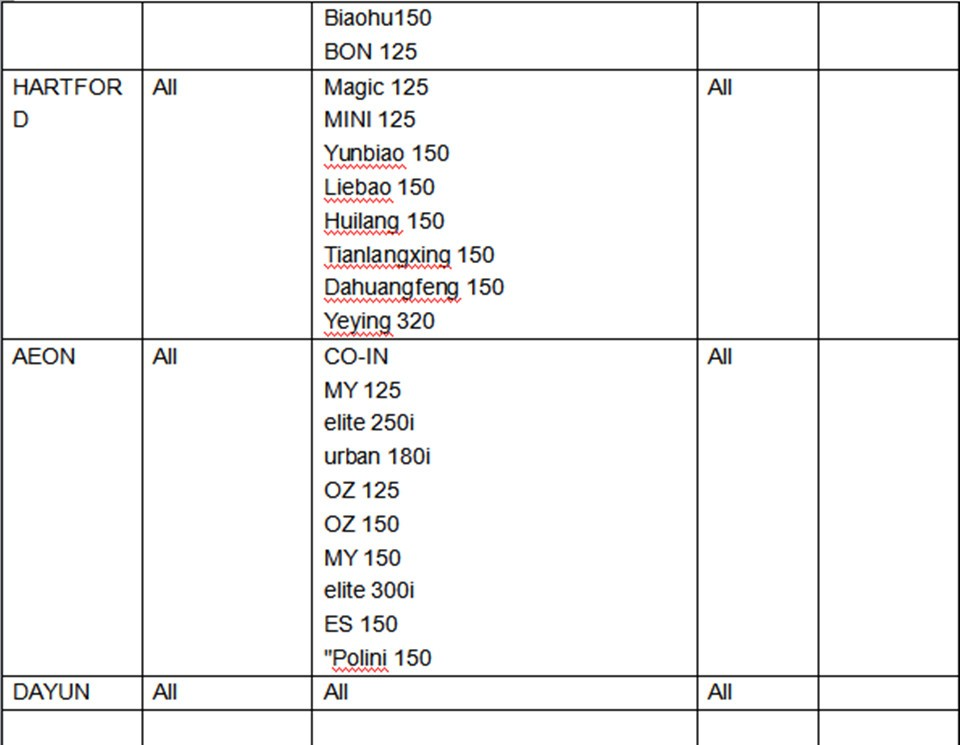 Biaohu150
BON 125
HARTFOR All Magic 125 All
D MINI 125
Yunbiao 150
Liebao 150
Huilang 150
Tianlangxing 150
Dahuangfeng 150
Yeying 320
AEON All CO-IN All
MY 125
elite 250i
urban 180i
OZ 125
OZ 150
MY 150
elite 300i
ES 150
"Polini 150
DAYUN All All All